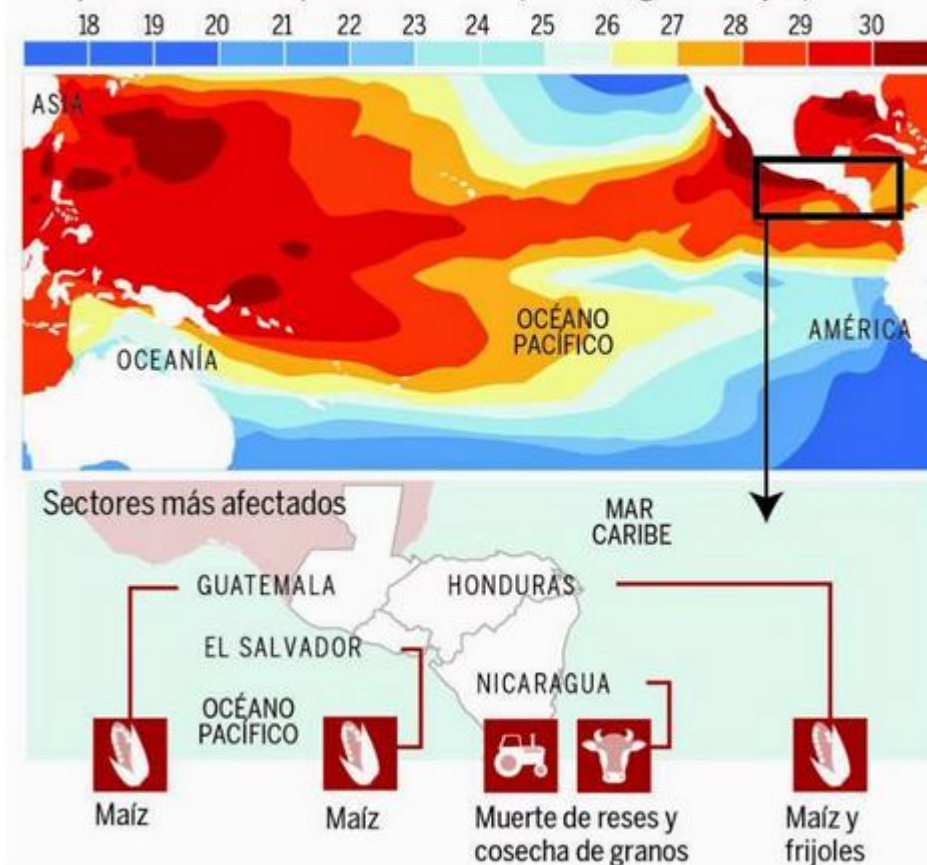 18 19 20 21 22 23 24 25 26 27 28 29 30
ASIA
OCEANÍA
OCÉANO
PACÍFICO
AMÉRICA
Sectores más afectados
MAR
CARIBE
GUATEMALA
HONDURAS
EL SALVADOR
NICARAGUA
OCÉANO
PACÍFICO
Maíz
Maíz
Muerte de reses y
cosecha de granos
Maíz y
frijoles